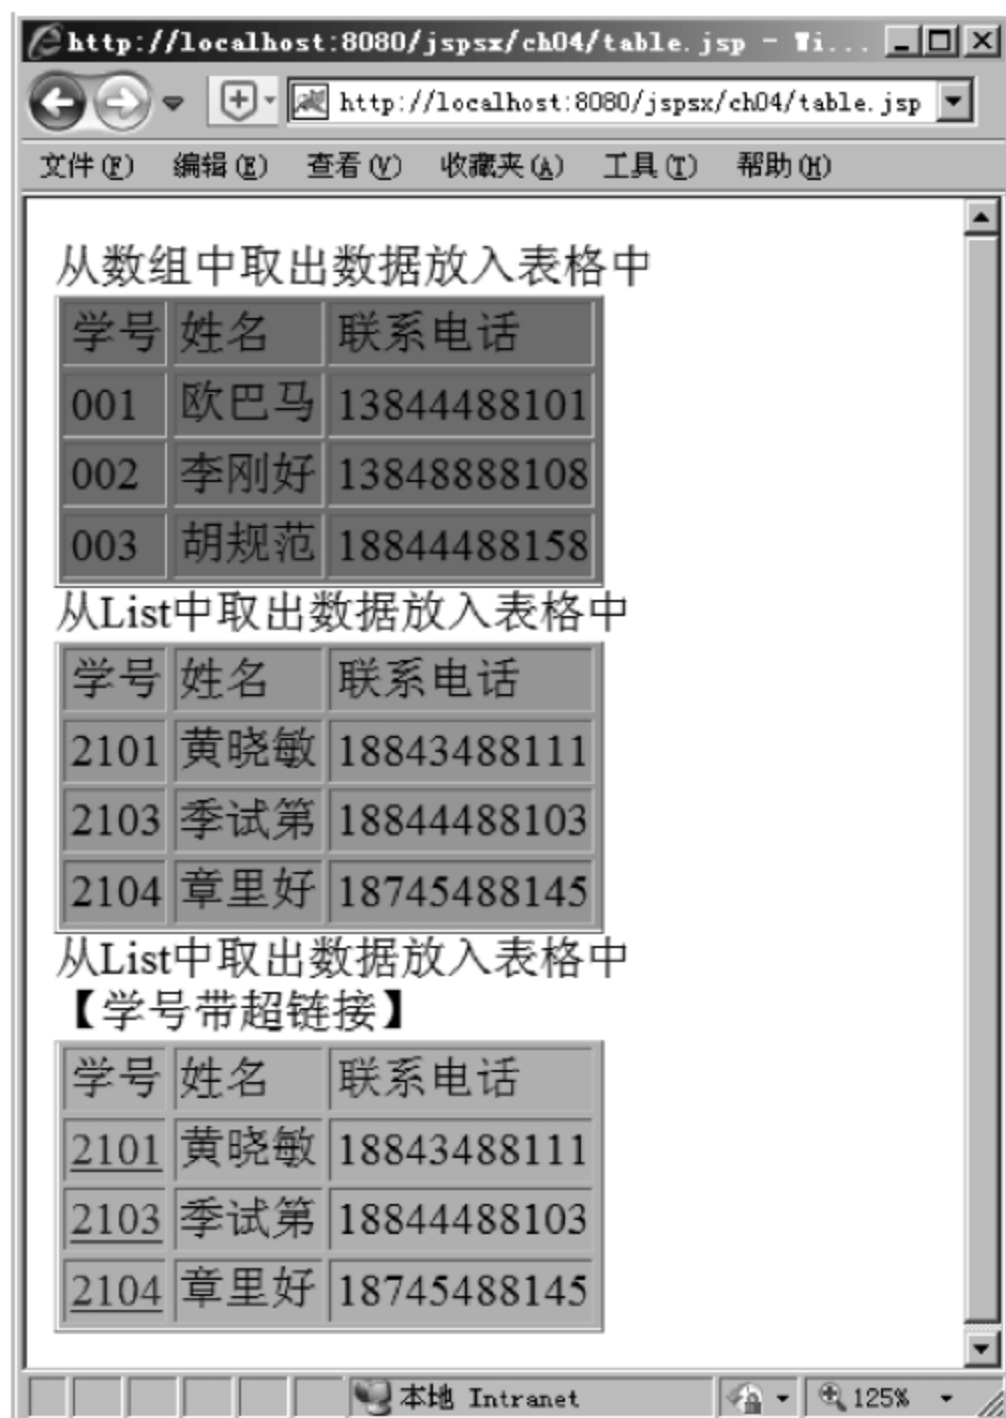 http://localhost:8080/jspsx/ch04/table.jsp - Wi...
http://localhost:8080/jspsx/ch04/table.jsp
文件(F) 编辑(E) 查看(V) 收藏夹(A) 工具(T) 帮助(H)
从数组中取出数据放入表格中
学号 姓名 联系电话
001 欧巴马 13844488101
002 李刚好 13848888108
003 胡规范 18844488158
从List中取出数据放入表格中
学号 姓名 联系电话
2101 黄晓敏 18843488111
2103 季试第 18844488103
2104 章里好 18745488145
从List中取出数据放入表格中
【学号带超链接】
学号 姓名 联系电话
2101 黄晓敏 18843488111
2103 季试第 18844488103
2104 章里好 18745488145
本地 Intranet 125%